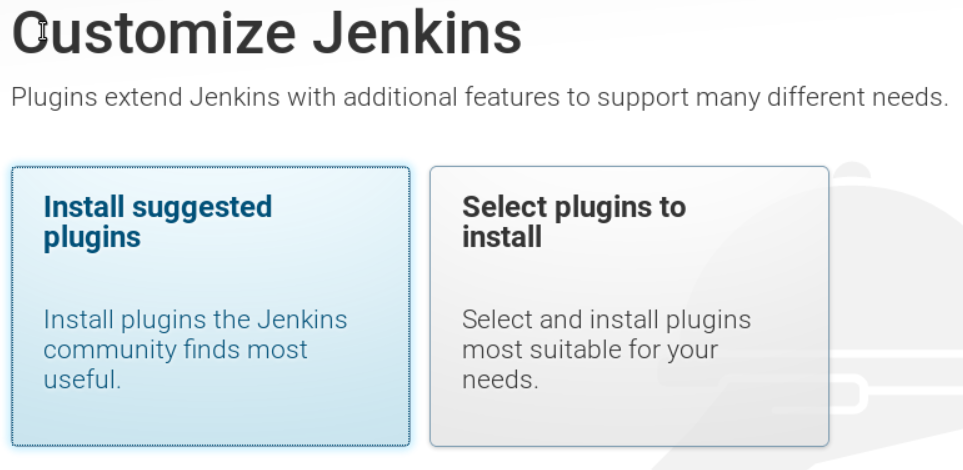 Customize Jenkins
Plugins extend Jenkins with additional features to support many different needs.
Install suggested
plugins
Install plugins the Jenkins
community finds most
useful.
Select plugins to
install
Select and install plugins
most suitable for your
needs.